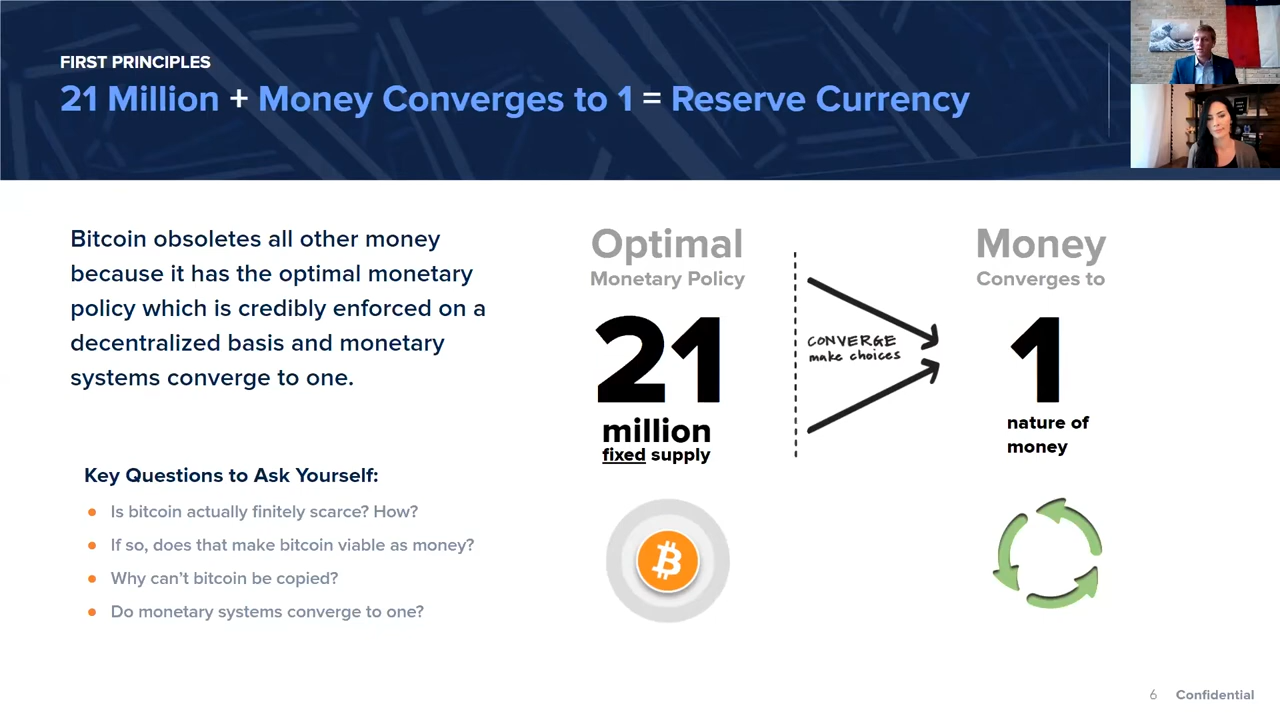 FIRST PRINCIPLES
21 Million + Money Converges to 1 = Reserve Currency
Bitcoin obsoletes all other money
because it has the optimal monetary
policy which is credibly enforced on a
decentralized basis and monetary
systems converge to one.
Key Questions to Ask Yourself:
Is bitcoin actually finitely scarce? How?
If so, does that make bitcoin viable as money?
Why can’t bitcoin be copied?
Do monetary systems converge to one?
Optimal
Monetary Policy
21
million
fixed supply
CONVERGE
make choices
Money
Converges to
1
nature of
money
6 Confidential